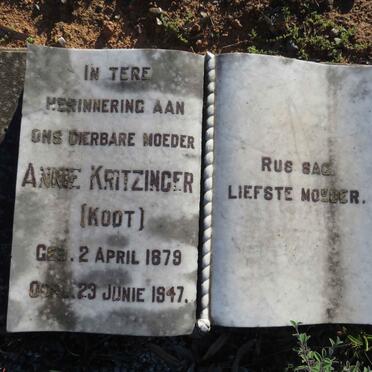 IN TERE
HERINNERING AAN
ONS DIERBARE MOEDER
ANNIE KRITZINGER
(KOOT)
GEB. 2 APRIL 1879
OORL. 23 JUNIE 1947.
RUS SAG
LIEFSTE MOEDER.